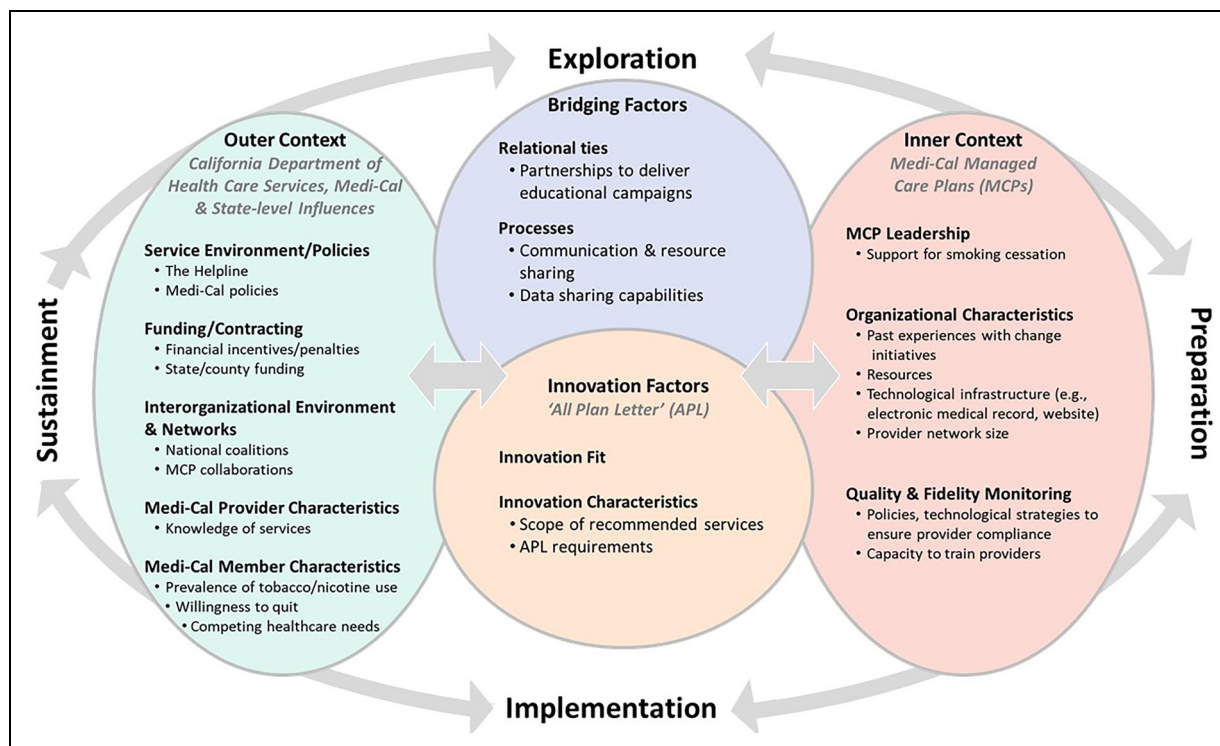 Exploration
Bridging Factors
Relational ties
• Partnerships to deliver
educational campaigns
Processes
• Communication & resource
sharing
• Data sharing capabilities
Outer Context
California Department of
Health Care Services, Medi-Cal
& State-level Influences
Service Environment/Policies
• The Helpline
• Medi-Cal policies
Funding/Contracting
• Financial incentives/penalties
• State/county funding
Interorganizational Environment
& Networks
• National coalitions
• MCP collaborations
Medi-Cal Provider Characteristics
• Knowledge of services
Medi-Cal Member Characteristics
• Prevalence of tobacco/nicotine use
• Willingness to quit
• Competing healthcare needs
Innovation Factors
‘All Plan Letter’ (APL)
Innovation Fit
Innovation Characteristics
• Scope of recommended services
• APL requirements
Inner Context
Medi-Cal Managed
Care Plans (MCPs)
MCP Leadership
• Support for smoking cessation
Organizational Characteristics
• Past experiences with change
initiatives
• Resources
• Technological infrastructure (e.g.,
electronic medical record, website)
• Provider network size
Quality & Fidelity Monitoring
• Policies, technological strategies to
ensure provider compliance
• Capacity to train providers
Preparation
Implementation
Sustainment